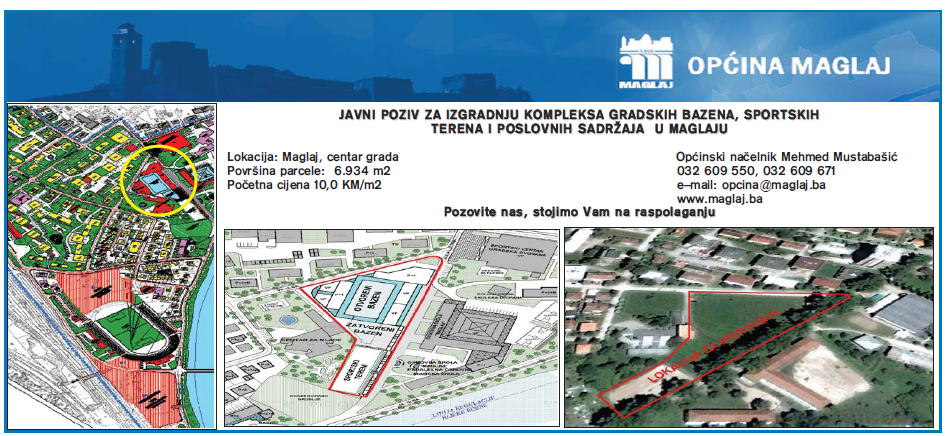 MAGLAJ
OPĆINA MAGLAJ
JAVNI POZIV ZA IZGRADNJU KOMPLEKSA GRADSKIH BAZENA, SPORTSKIH
TERENA I POSLOVNIH SADRŽAJA U MAGLAJU
Lokacija: Maglaj, centar grada
Površina parcele: 6.934 m2
Početna cijena 10,0 KM/m2
Općinski načelnik Mehmed Mustabašić
032 609 550, 032 609 671
e-mail: opcina@maglaj.ba
www.maglaj.ba
Pozovite nas, stojimo Vam na raspolaganju
SPORTSKI CENTAR
GRADSKA DVORANA
OTVORENI
BAZEN
ZATVORENI
BAZEN
SPORTSKI
TERENI
CENTAR ZA MLADE
OSNOVNA ŠKOLA
LINIJA REGULACIJE
RIJEKE BOSNE
LOKACIJA ZA IZGRADNJU